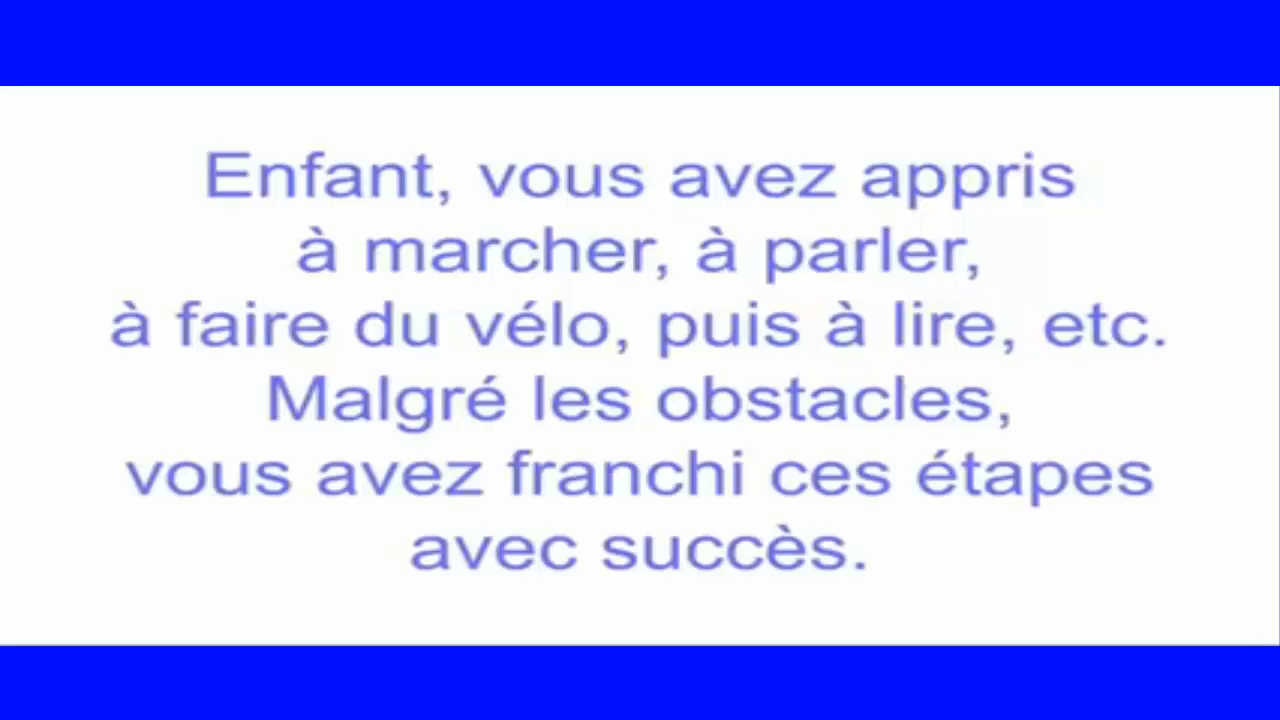 Enfant, vous avez appris
à marcher, à parler,
à faire du vélo, puis à lire, etc.
Malgré les obstacles,
vous avez franchi ces étapes
avec succès.